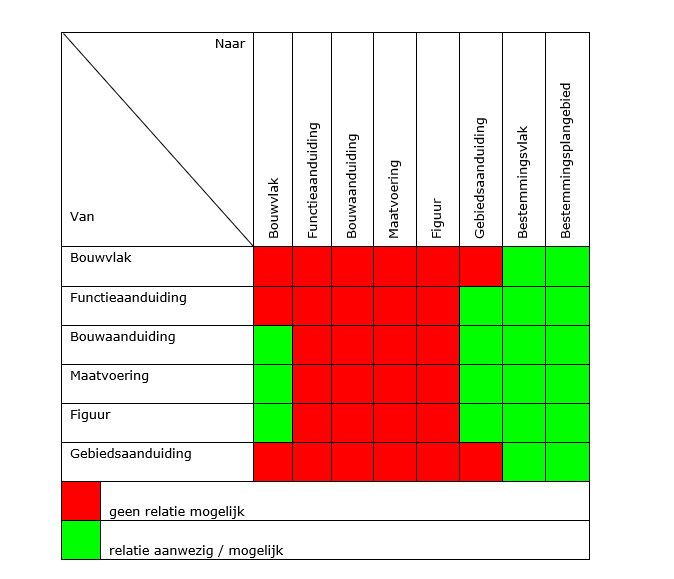 Naar
Van
Bouwvlak
Functieaanduiding
Bouwaanduiding
Maatvoering
Figuur
Gebiedsaanduiding
Bestemmingsvlak
Bestemmingsplangebied
Bouwvlak
Functieaanduiding
Bouwaanduiding
Maatvoering
Figuur
Gebiedsaanduiding
geen relatie mogelijk
relatie aanwezig / mogelijk